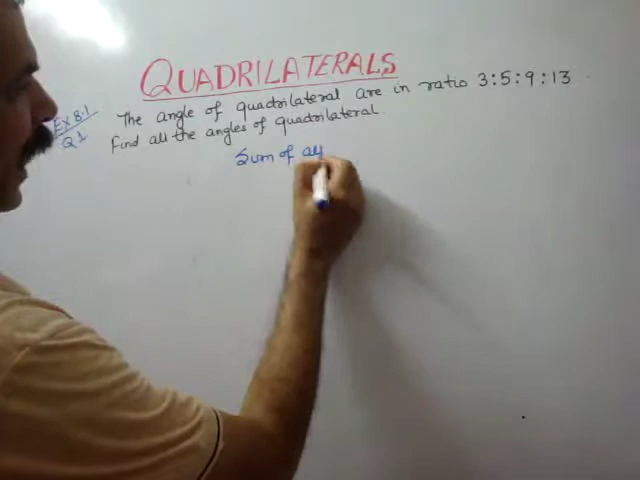 QUADRILATERALS
Ex 8.1
Q1
The angle of quadrilateral are in ratio 3:5:9:13
Find all the angles of quadrilateral.
Sum of all